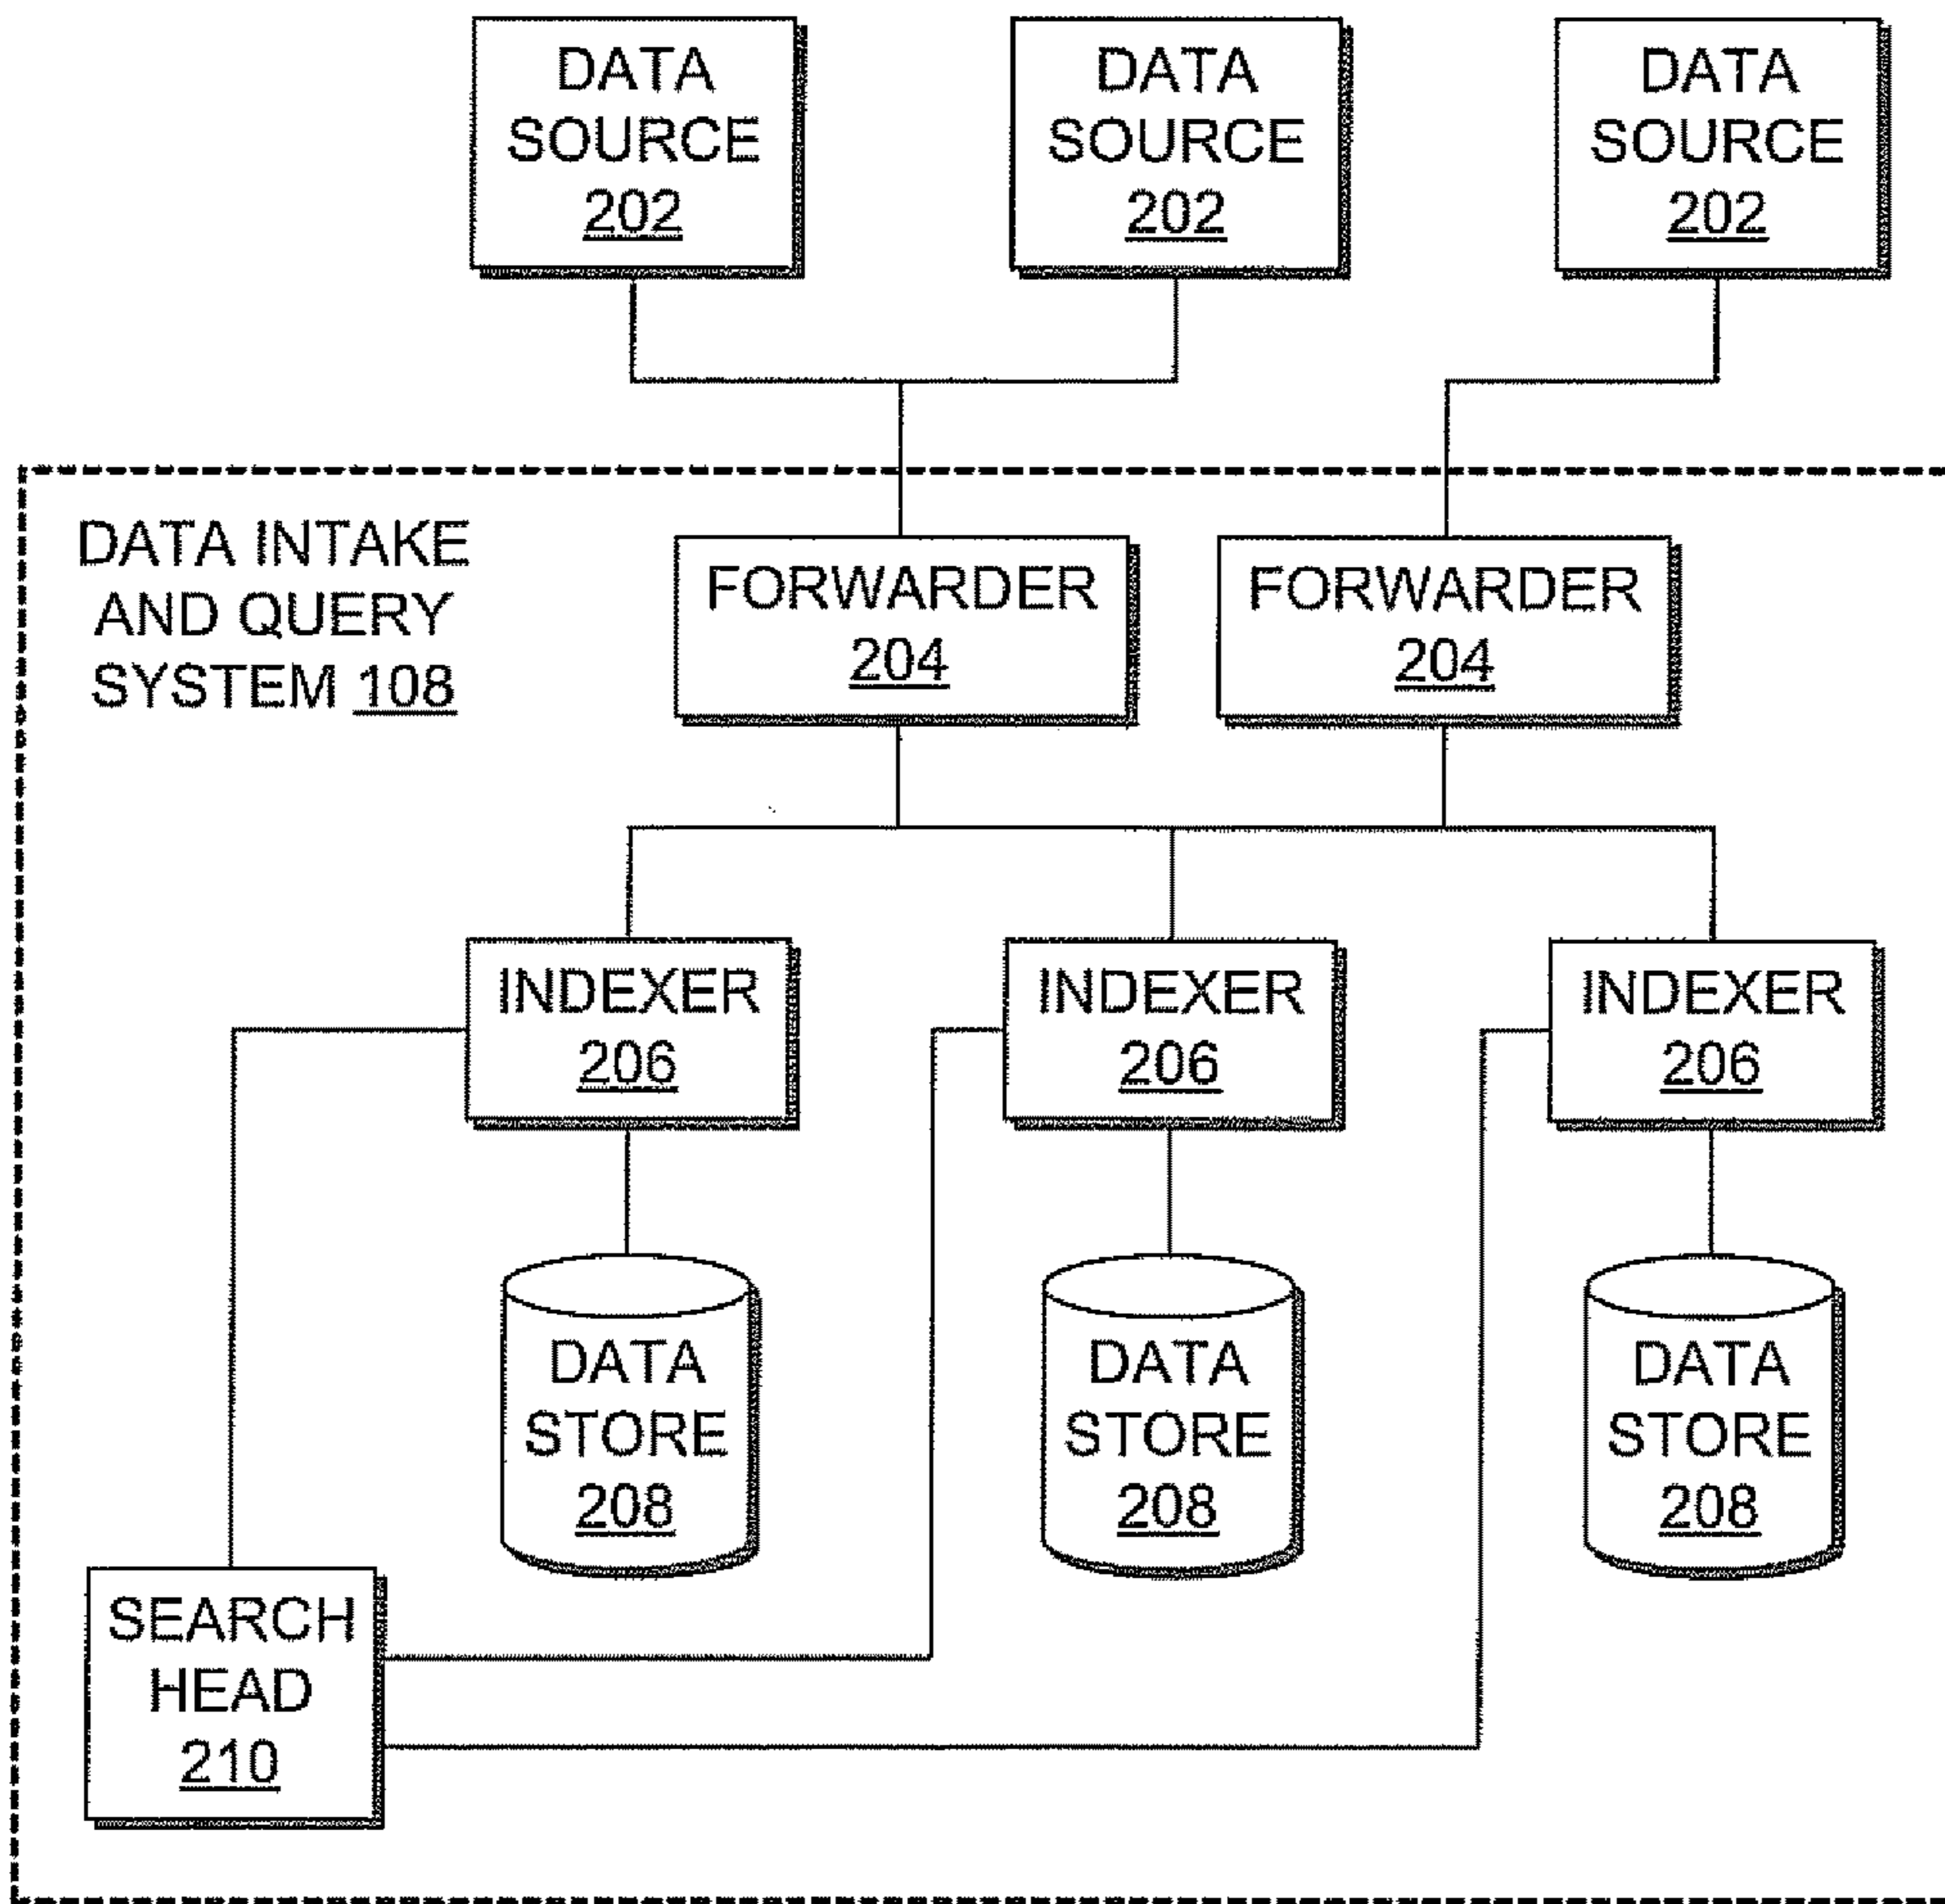 DATA
SOURCE
202
DATA
SOURCE
202
DATA
SOURCE
202
DATA INTAKE
AND QUERY
SYSTEM 108
FORWARDER
204
FORWARDER
204
INDEXER
206
INDEXER
206
INDEXER
206
DATA
STORE
208
DATA
STORE
208
DATA
STORE
208
SEARCH
HEAD
210